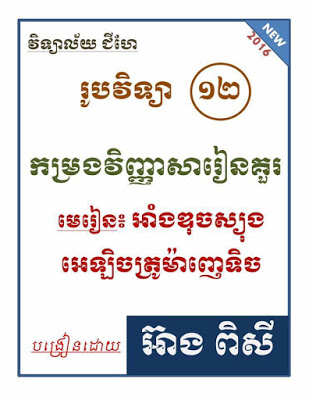 វិទ្យាល័យ ជីហែ
NEW
2016
រូបវិទ្យា ១២
កម្រងវិញ្ញាសារៀនគួរ
មេរៀន៖ អាំងឌុចស្យុង
អេឡិចត្រូម៉ាញេទិច
បង្រៀនដោយ អ៊ាង ពិសី